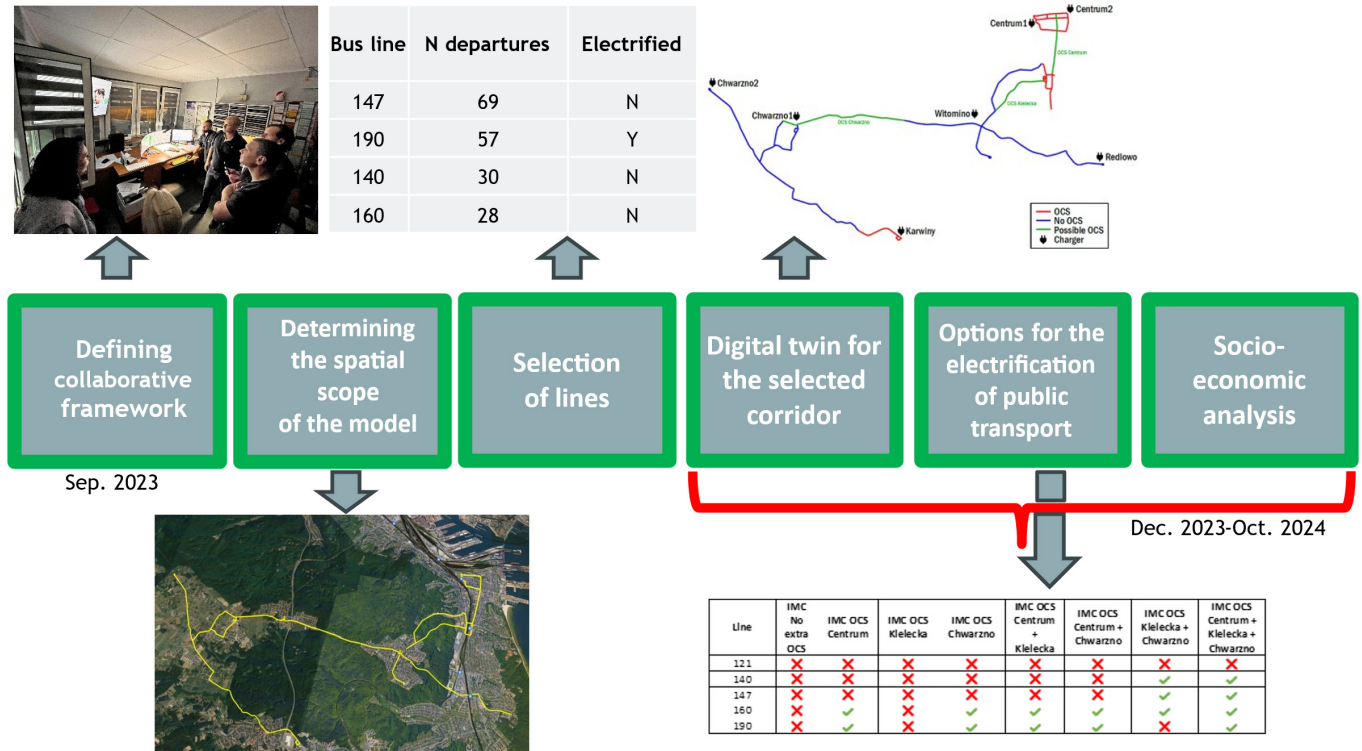 Bus line N departures Electrified
147 69 N
190 57 Y
140 30 N
160 28 N
Centrum2
Centrum1
OCS Centrum
Chwarzno2
OCS Klelecka
Chwarzno1
OCS Chwarzno
Witomino
Redlowo
Karwiny
OCS
No OCS
Possible OCS
Charger
Defining
collaborative
framework
Determining
the spatial
scope
of the model
Selection
of lines
Digital twin for
the selected
corridor
Options for the
electrification
of public
transport
Socio-
economic
analysis
Sep. 2023
Dec. 2023-Oct. 2024
Line
IMC
No
extra
OCS
IMC OCS
Centrum
IMC OCS
Klelecka
IMC OCS
Chwarzno
IMC OCS
Centrum
+
Klelecka
IMC OCS
Centrum +
Chwarzno
IMC OCS
Klelecka +
Chwarzno
IMC OCS
Centrum +
Klelecka +
Chwarzno
121
140
147
160
190